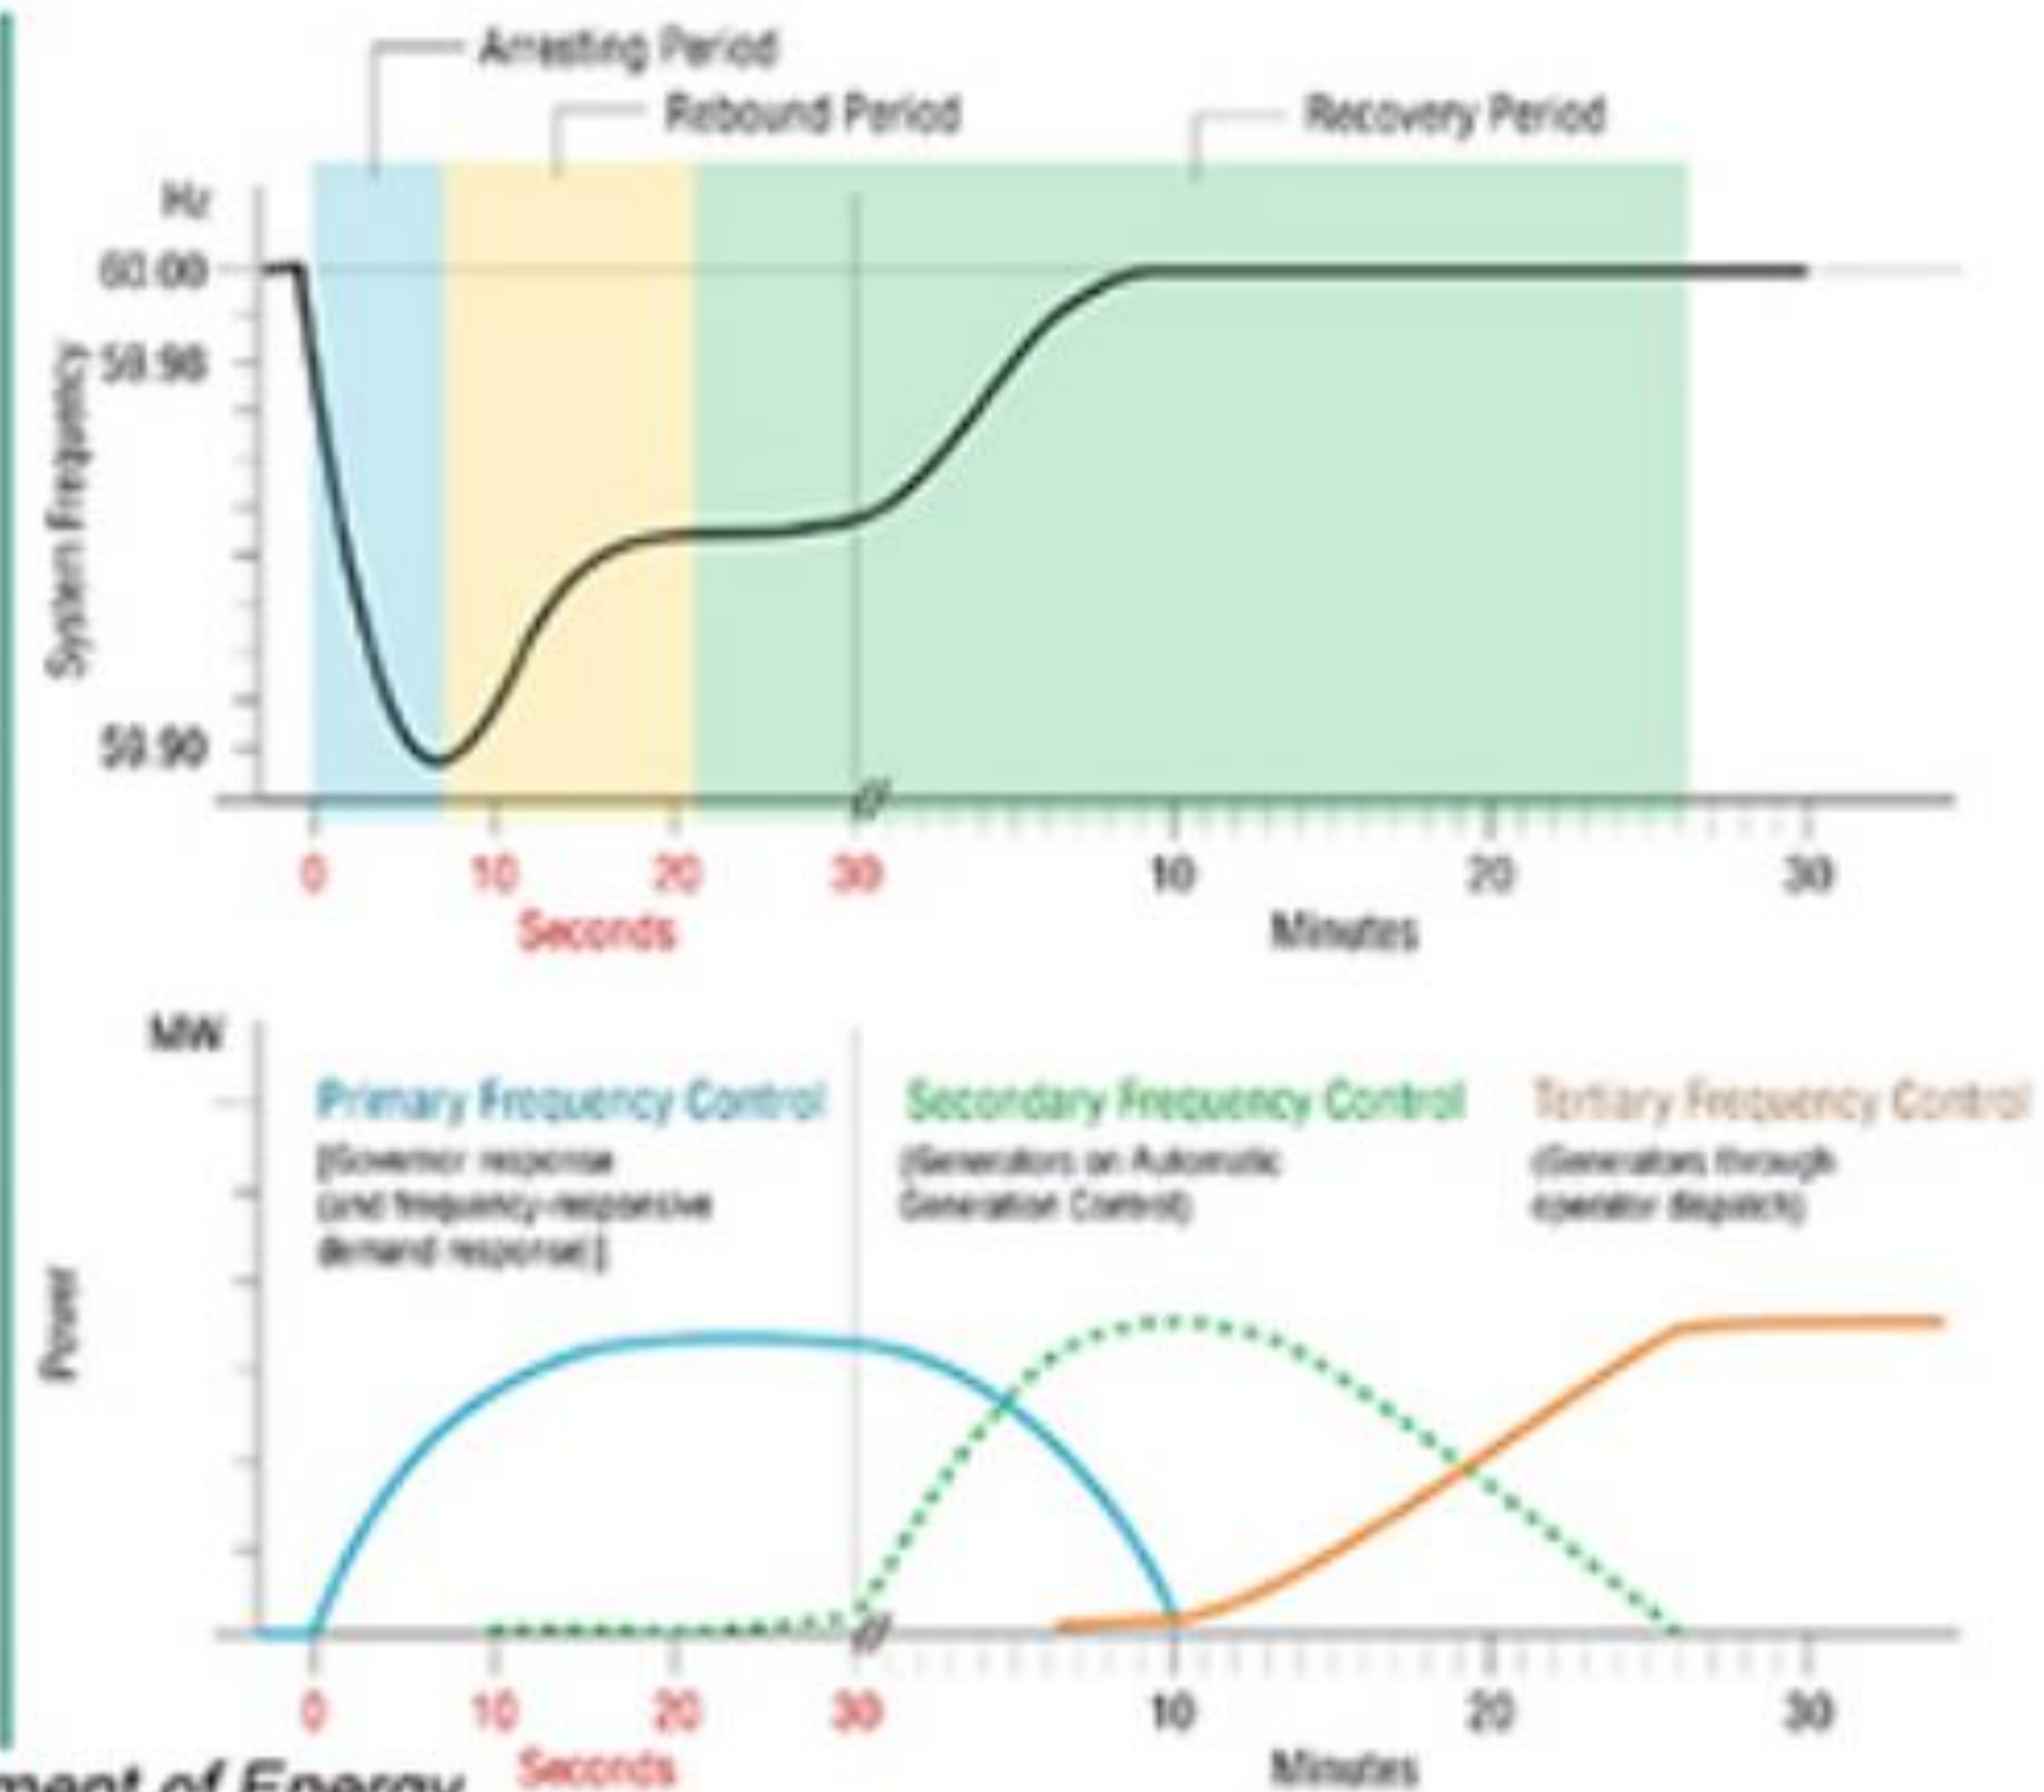 Arresting Period
Rebound Period
Recovery Period
Hz
60.00
59.98
System Frequency
59.90
0 10 20 30 10 20 30
Seconds Minutes
MW
Primary Frequency Control
[Governor response
(and frequency-responsive
demand response)]
Secondary Frequency Control
(Generators on Automatic
Generation Control)
Tertiary Frequency Control
(Generators through
operator dispatch)
Power
0 10 20 30 10 20 30
Seconds Minutes
ment of Energy